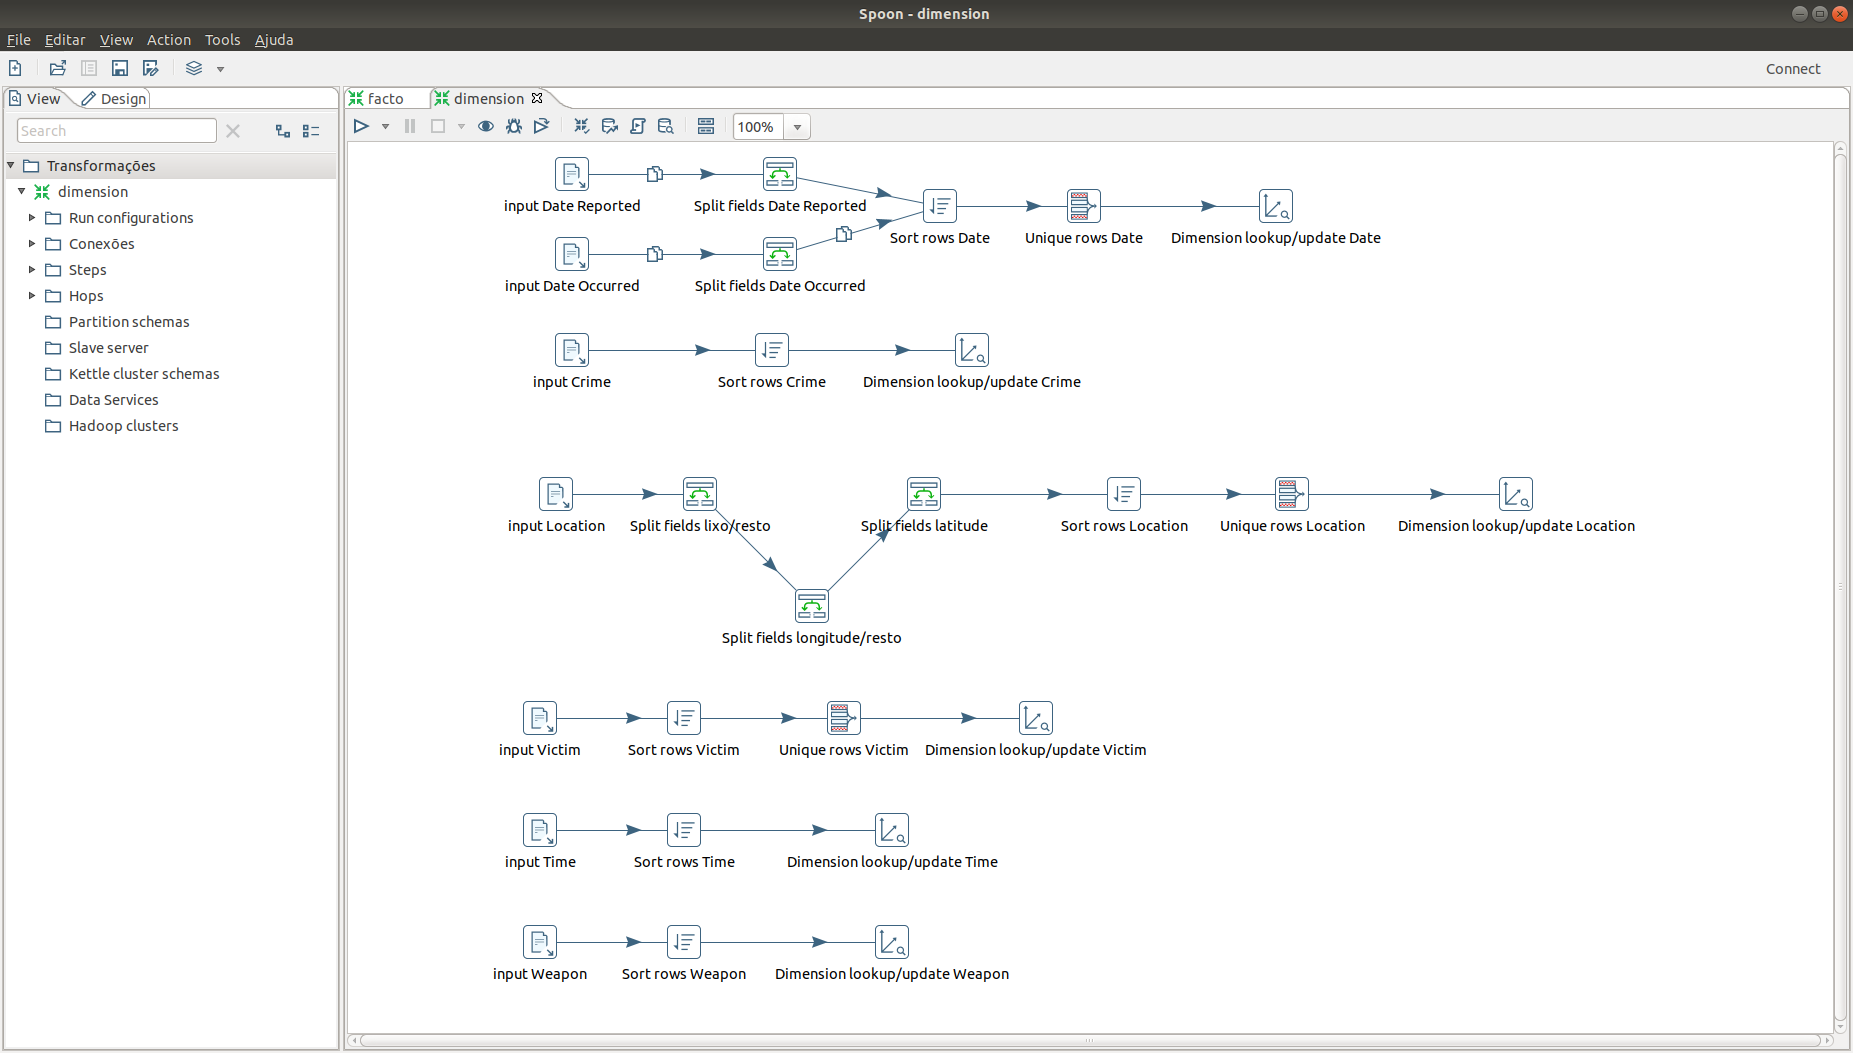 Spoon - dimension
File Editar View Action Tools Ajuda
Connect
View Design
facto dimension
Search
100%
Transformações
dimension
Run configurations
Conexões
Steps
Hops
Partition schemas
Slave server
Kettle cluster schemas
Data Services
Hadoop clusters
input Date Reported
Split fields Date Reported
Sort rows Date
Unique rows Date
Dimension lookup/update Date
input Date Occurred
Split fields Date Occurred
input Crime
Sort rows Crime
Dimension lookup/update Crime
input Location
Split fields lixo/resto
Split fields latitude
Sort rows Location
Unique rows Location
Dimension lookup/update Location
Split fields longitude/resto
input Victim
Sort rows Victim
Unique rows Victim
Dimension lookup/update Victim
input Time
Sort rows Time
Dimension lookup/update Time
input Weapon
Sort rows Weapon
Dimension lookup/update Weapon